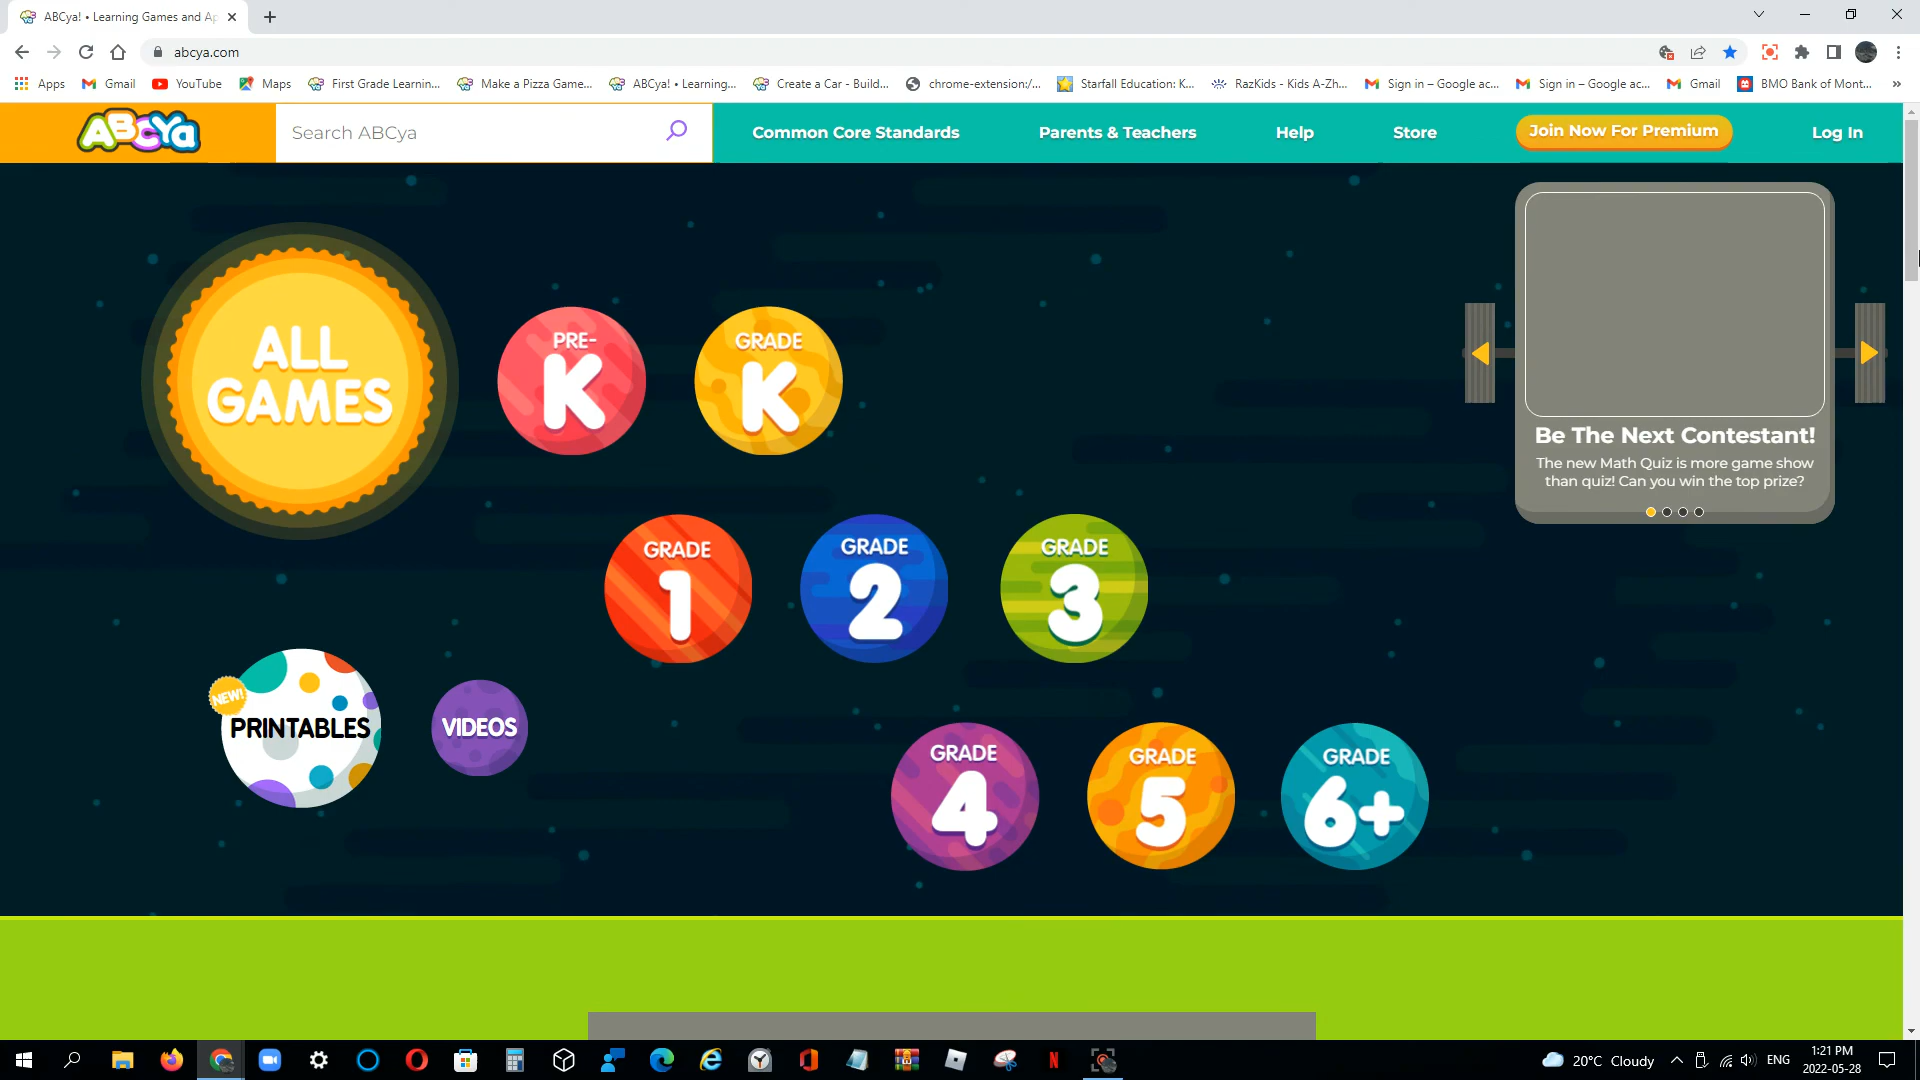 ABCya! • Learning Games and Ap
abcya.com
Apps
Gmail
YouTube
Maps
First Grade Learnin...
Make a Pizza Game...
ABCya! • Learning...
Create a Car - Build...
chrome-extension:/...
Starfall Education: K...
RazKids - Kids A-Zh...
Sign in – Google ac...
Sign in – Google ac...
Gmail
BMO Bank of Mont...
»
ABCYa
Search ABCya
Common Core Standards
Parents & Teachers
Help
Store
Join Now For Premium
Log In
ALL
GAMES
PRE-
K
GRADE
K
Be The Next Contestant!
The new Math Quiz is more game show
than quiz! Can you win the top prize?
GRADE
1
GRADE
2
GRADE
3
NEW!
PRINTABLES
VIDEOS
GRADE
4
GRADE
5
GRADE
6+
20°C Cloudy
ENG
1:21 PM
2022-05-28